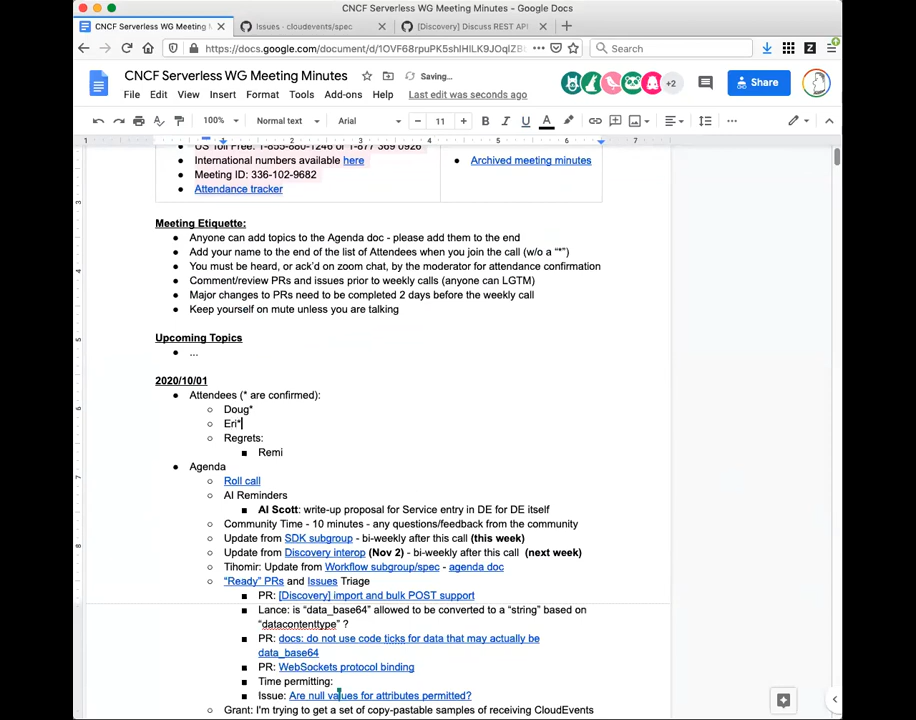 CNCF Serverless WG Meeting Minutes - Google Docs
CNCF Serverless WG Meeting M
Issues · cloudevents/spec
[Discovery] Discuss REST API
https://docs.google.com/document/d/1OVF68rpuPK5shIHILK9JOqIZB
Search
CNCF Serverless WG Meeting Minutes
Saving...
File Edit View Insert Format Tools Add-ons Help
Last edit was seconds ago
+2
Share
100%
Normal text
Arial
11
US Toll Free: 1-855-880-1246 or 1-877 369 0926
International numbers available here
Meeting ID: 336-102-9682
Attendance tracker
Archived meeting minutes
Meeting Etiquette:
Anyone can add topics to the Agenda doc - please add them to the end
Add your name to the end of the list of Attendees when you join the call (w/o a “*”)
You must be heard, or ack’d on zoom chat, by the moderator for attendance confirmation
Comment/review PRs and issues prior to weekly calls (anyone can LGTM)
Major changes to PRs need to be completed 2 days before the weekly call
Keep yourself on mute unless you are talking
Upcoming Topics
...
2020/10/01
Attendees (* are confirmed):
Doug*
Eri*
Regrets:
Remi
Agenda
Roll call
AI Reminders
AI Scott: write-up proposal for Service entry in DE for DE itself
Community Time - 10 minutes - any questions/feedback from the community
Update from SDK subgroup - bi-weekly after this call (this week)
Update from Discovery interop (Nov 2) - bi-weekly after this call (next week)
Tihomir: Update from Workflow subgroup/spec - agenda doc
“Ready” PRs and Issues Triage
PR: [Discovery] import and bulk POST support
Lance: is “data_base64” allowed to be converted to a “string” based on
“datacontenttype” ?
PR: docs: do not use code ticks for data that may actually be
data_base64
PR: WebSockets protocol binding
Time permitting:
Issue: Are null values for attributes permitted?
Grant: I'm trying to get a set of copy-pastable samples of receiving CloudEvents